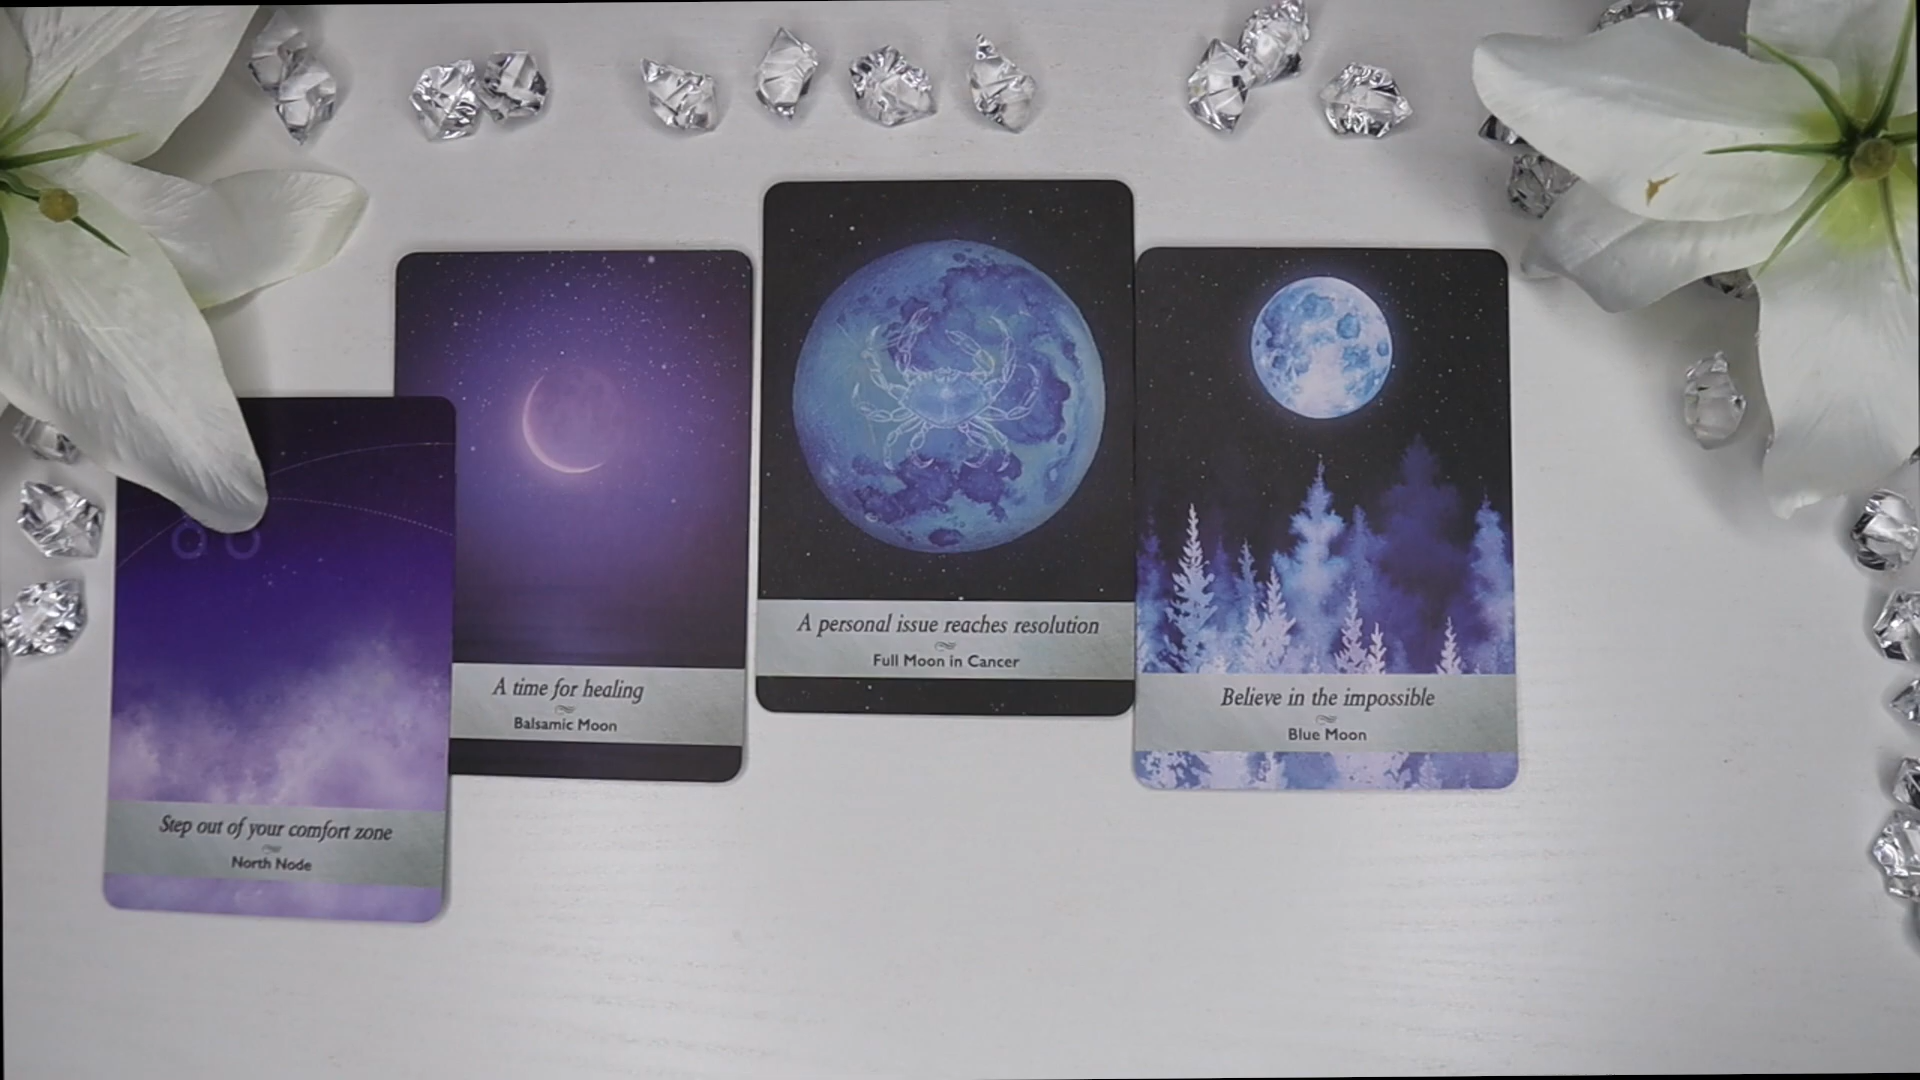 Step out of your comfort zone
North Node
A time for healing
Balsamic Moon
A personal issue reaches resolution
Full Moon in Cancer
Believe in the impossible
Blue Moon